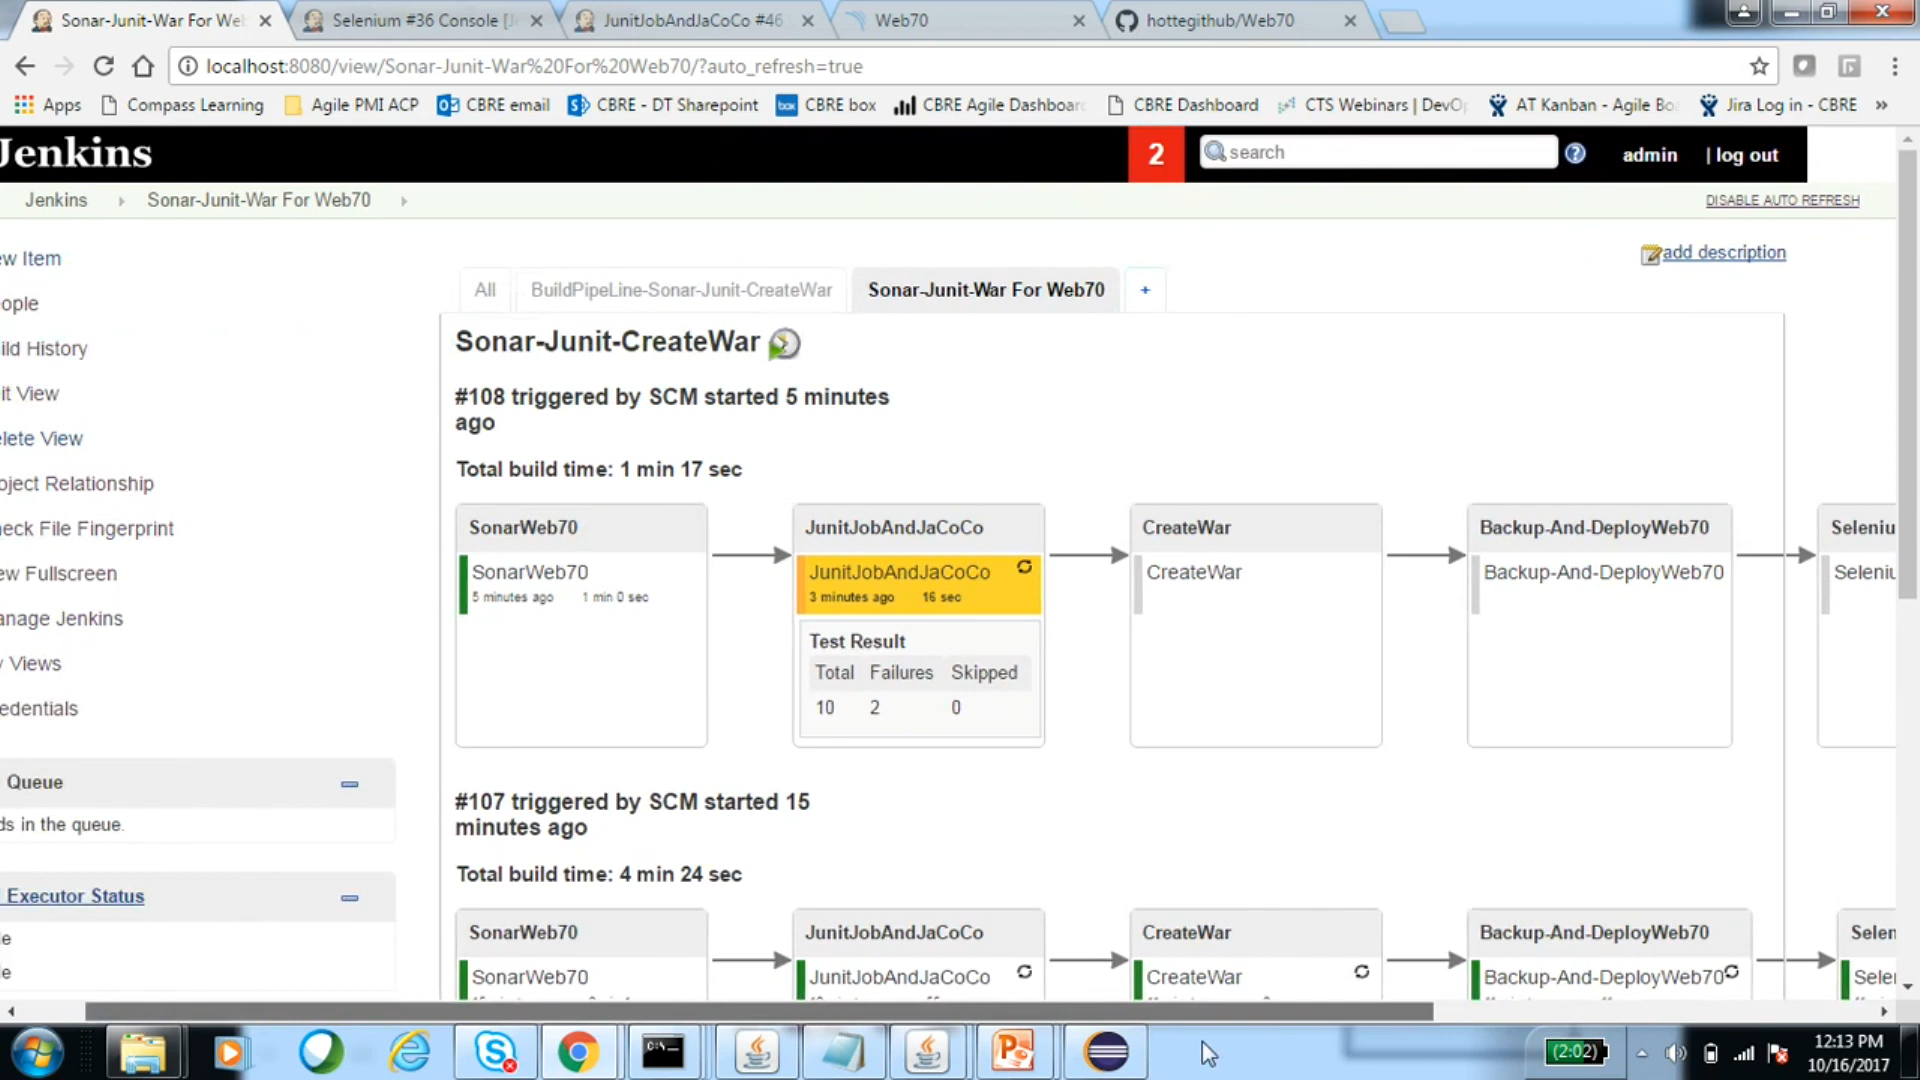 Sonar-Junit-War For Web
Selenium #36 Console [J
JunitJobAndJaCoCo #46
Web70
hottegithub/Web70
localhost:8080/view/Sonar-Junit-War%20For%20Web70/?auto_refresh=true
Apps
Compass Learning
Agile PMI ACP
CBRE email
CBRE - DT Sharepoint
CBRE box
CBRE Agile Dashboar
CBRE Dashboard
CTS Webinars | DevO
AT Kanban - Agile Bo
Jira Log in - CBRE
»
Jenkins
2
search
admin
| log out
Jenkins
Sonar-Junit-War For Web70
DISABLE AUTO REFRESH
ew Item
ople
ild History
it View
elete View
oject Relationship
eck File Fingerprint
ew Fullscreen
anage Jenkins
y Views
edentials
Queue
ds in the queue.
Executor Status
le
le
add description
All
BuildPipeLine-Sonar-Junit-CreateWar
Sonar-Junit-War For Web70
+
Sonar-Junit-CreateWar
#108 triggered by SCM started 5 minutes
ago
Total build time: 1 min 17 sec
SonarWeb70
SonarWeb70
5 minutes ago 1 min 0 sec
JunitJobAndJaCoCo
JunitJobAndJaCoCo
3 minutes ago 16 sec
Test Result
Total Failures Skipped
10 2 0
CreateWar
CreateWar
Backup-And-DeployWeb70
Backup-And-DeployWeb70
Seleniu
Seleniu
#107 triggered by SCM started 15
minutes ago
Total build time: 4 min 24 sec
SonarWeb70
SonarWeb70
JunitJobAndJaCoCo
JunitJobAndJaCoCo
CreateWar
CreateWar
Backup-And-DeployWeb70
Backup-And-DeployWeb70
Selen
Sele
(2:02)
12:13 PM
10/16/2017